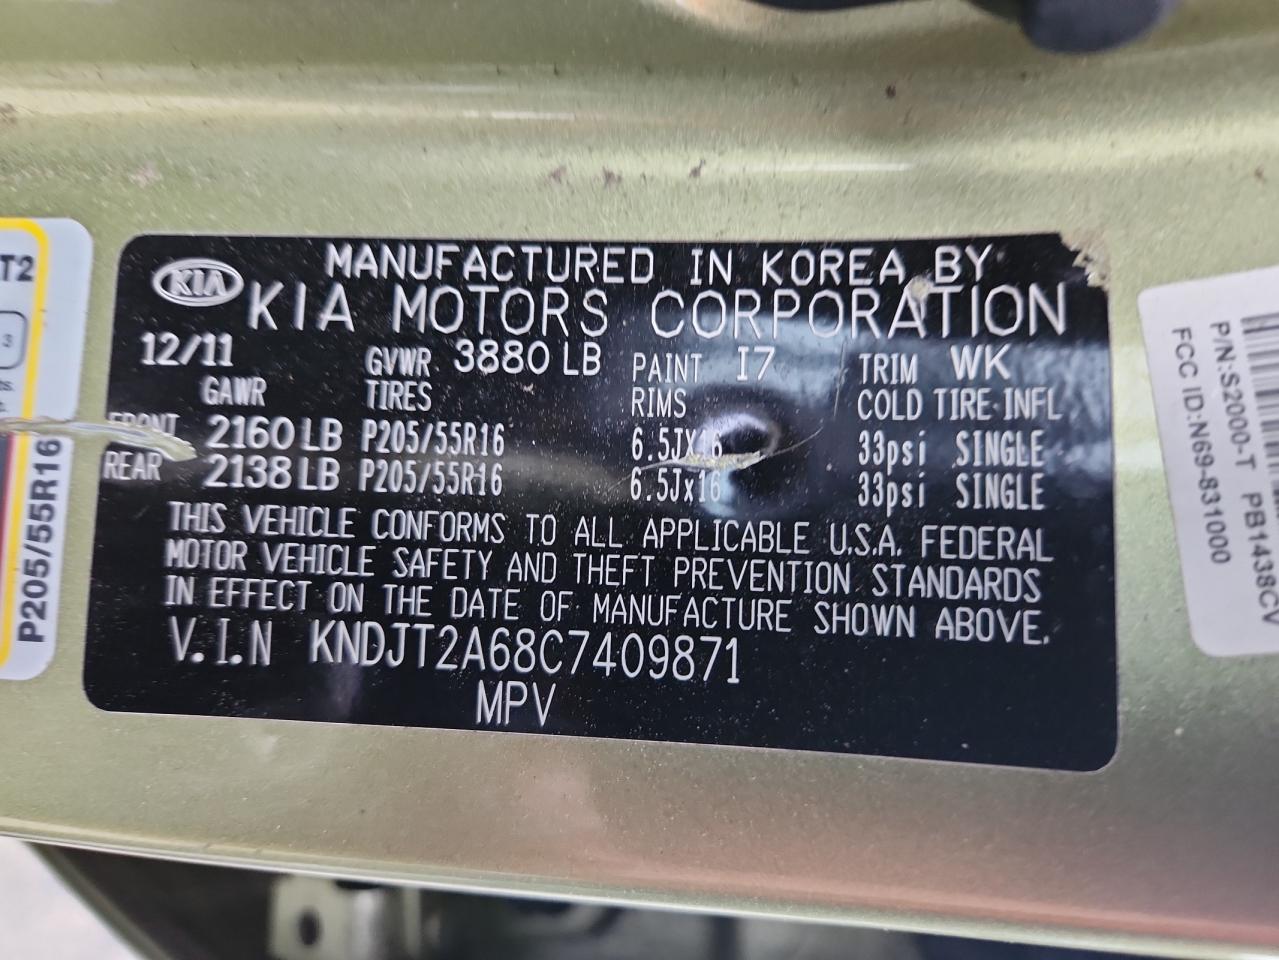 MANUFACTURED IN KOREA BY
KIA
KIA MOTORS CORPORATION
12/11 GVWR 3880 LB PAINT I7 TRIM WK
GAWR TIRES RIMS COLD TIRE INFL
FRONT 2160 LB P205/55R16 6.5JX16 33psi SINGLE
REAR 2138 LB P205/55R16 6.5Jx16 33psi SINGLE
THIS VEHICLE CONFORMS TO ALL APPLICABLE U.S.A. FEDERAL
MOTOR VEHICLE SAFETY AND THEFT PREVENTION STANDARDS
IN EFFECT ON THE DATE OF MANUFACTURE SHOWN ABOVE.
V.I.N KNDJT2A68C7409871
MPV
T2
3
P205/55R16
P/N:S2000-T PB1438CV
FCC ID:N69-831000